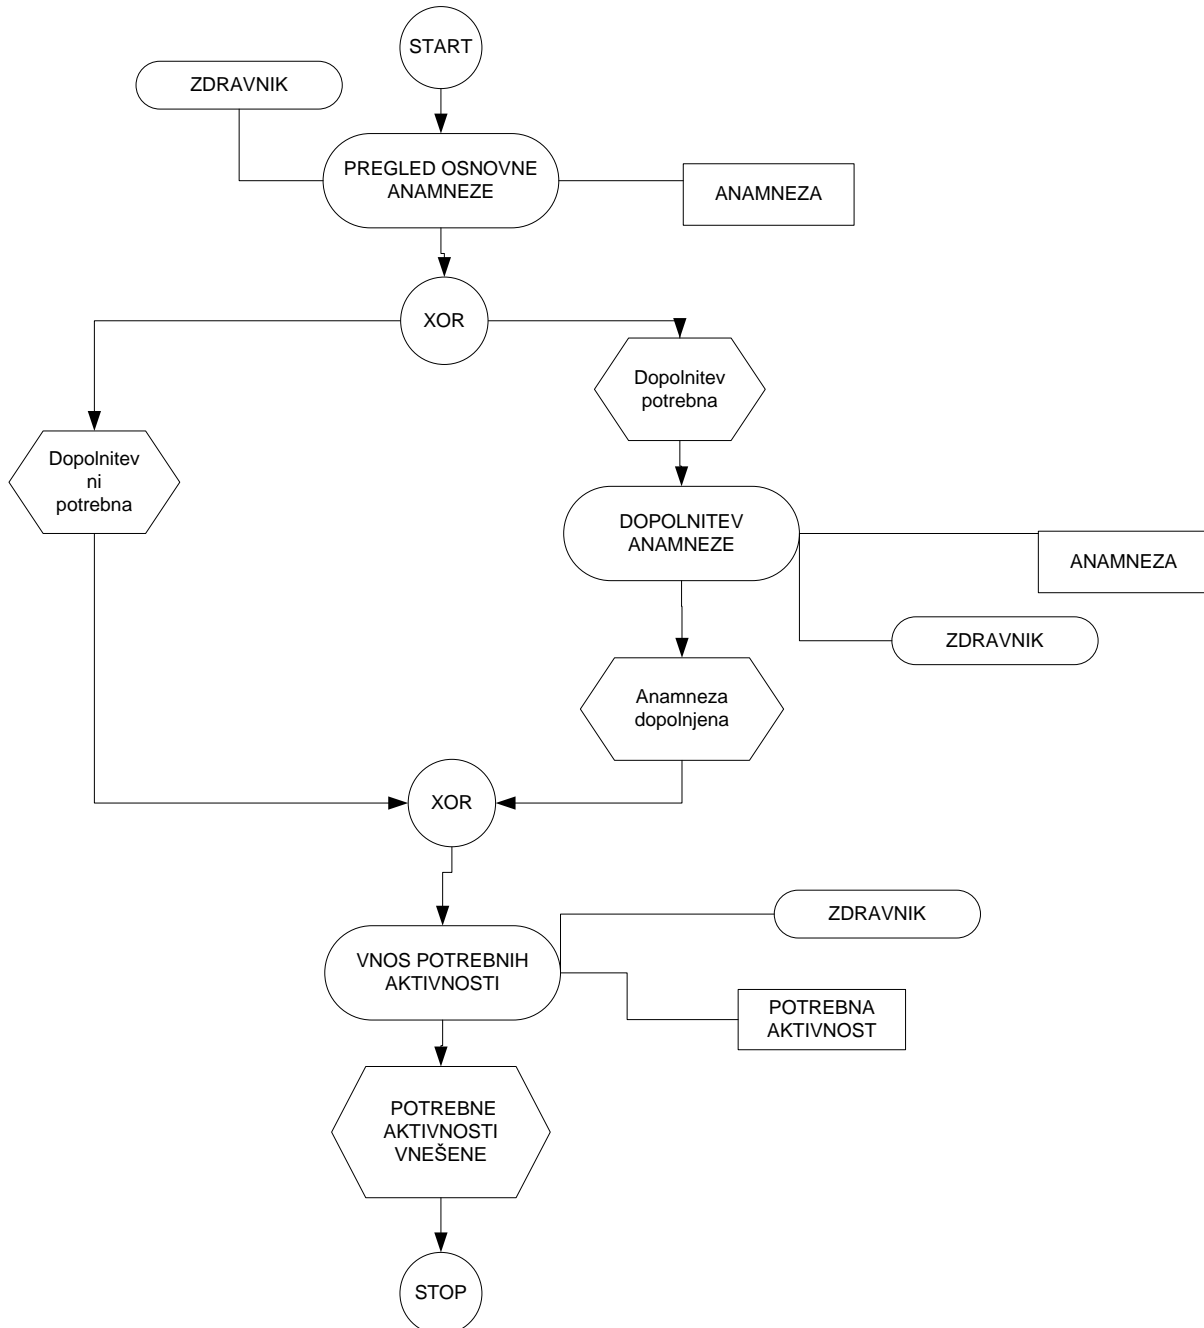 START
ZDRAVNIK
PREGLED OSNOVNE
ANAMNEZE
ANAMNEZA
XOR
Dopolnitev
potrebna
Dopolnitev
ni
potrebna
DOPOLNITEV
ANAMNEZE
ANAMNEZA
ZDRAVNIK
Anamneza
dopolnjena
XOR
ZDRAVNIK
VNOS POTREBNIH
AKTIVNOSTI
POTREBNA
AKTIVNOST
POTREBNE
AKTIVNOSTI
VNEŠENE
STOP